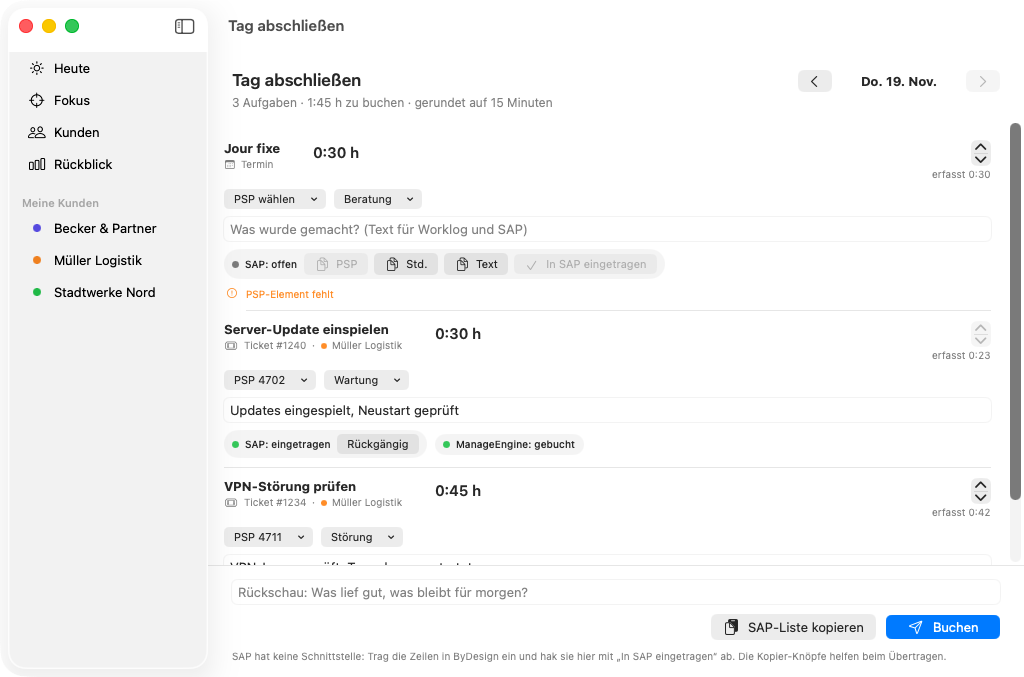 Tag abschließen
Heute
Fokus
Kunden
Rückblick
Meine Kunden
Becker & Partner
Müller Logistik
Stadtwerke Nord
Tag abschließen
3 Aufgaben · 1:45 h zu buchen · gerundet auf 15 Minuten
Do. 19. Nov.
Jour fixe
0:30 h
Termin
erfasst 0:30
PSP wählen
Beratung
Was wurde gemacht? (Text für Worklog und SAP)
SAP: offen
PSP
Std.
Text
In SAP eingetragen
PSP-Element fehlt
Server-Update einspielen
0:30 h
Ticket #1240 · Müller Logistik
erfasst 0:23
PSP 4702
Wartung
Updates eingespielt, Neustart geprüft
SAP: eingetragen
Rückgängig
ManageEngine: gebucht
VPN-Störung prüfen
0:45 h
Ticket #1234 · Müller Logistik
erfasst 0:42
PSP 4711
Störung
Rückschau: Was lief gut, was bleibt für morgen?
SAP-Liste kopieren
Buchen
SAP hat keine Schnittstelle: Trag die Zeilen in ByDesign ein und hak sie hier mit „In SAP eingetragen" ab. Die Kopier-Knöpfe helfen beim Übertragen.